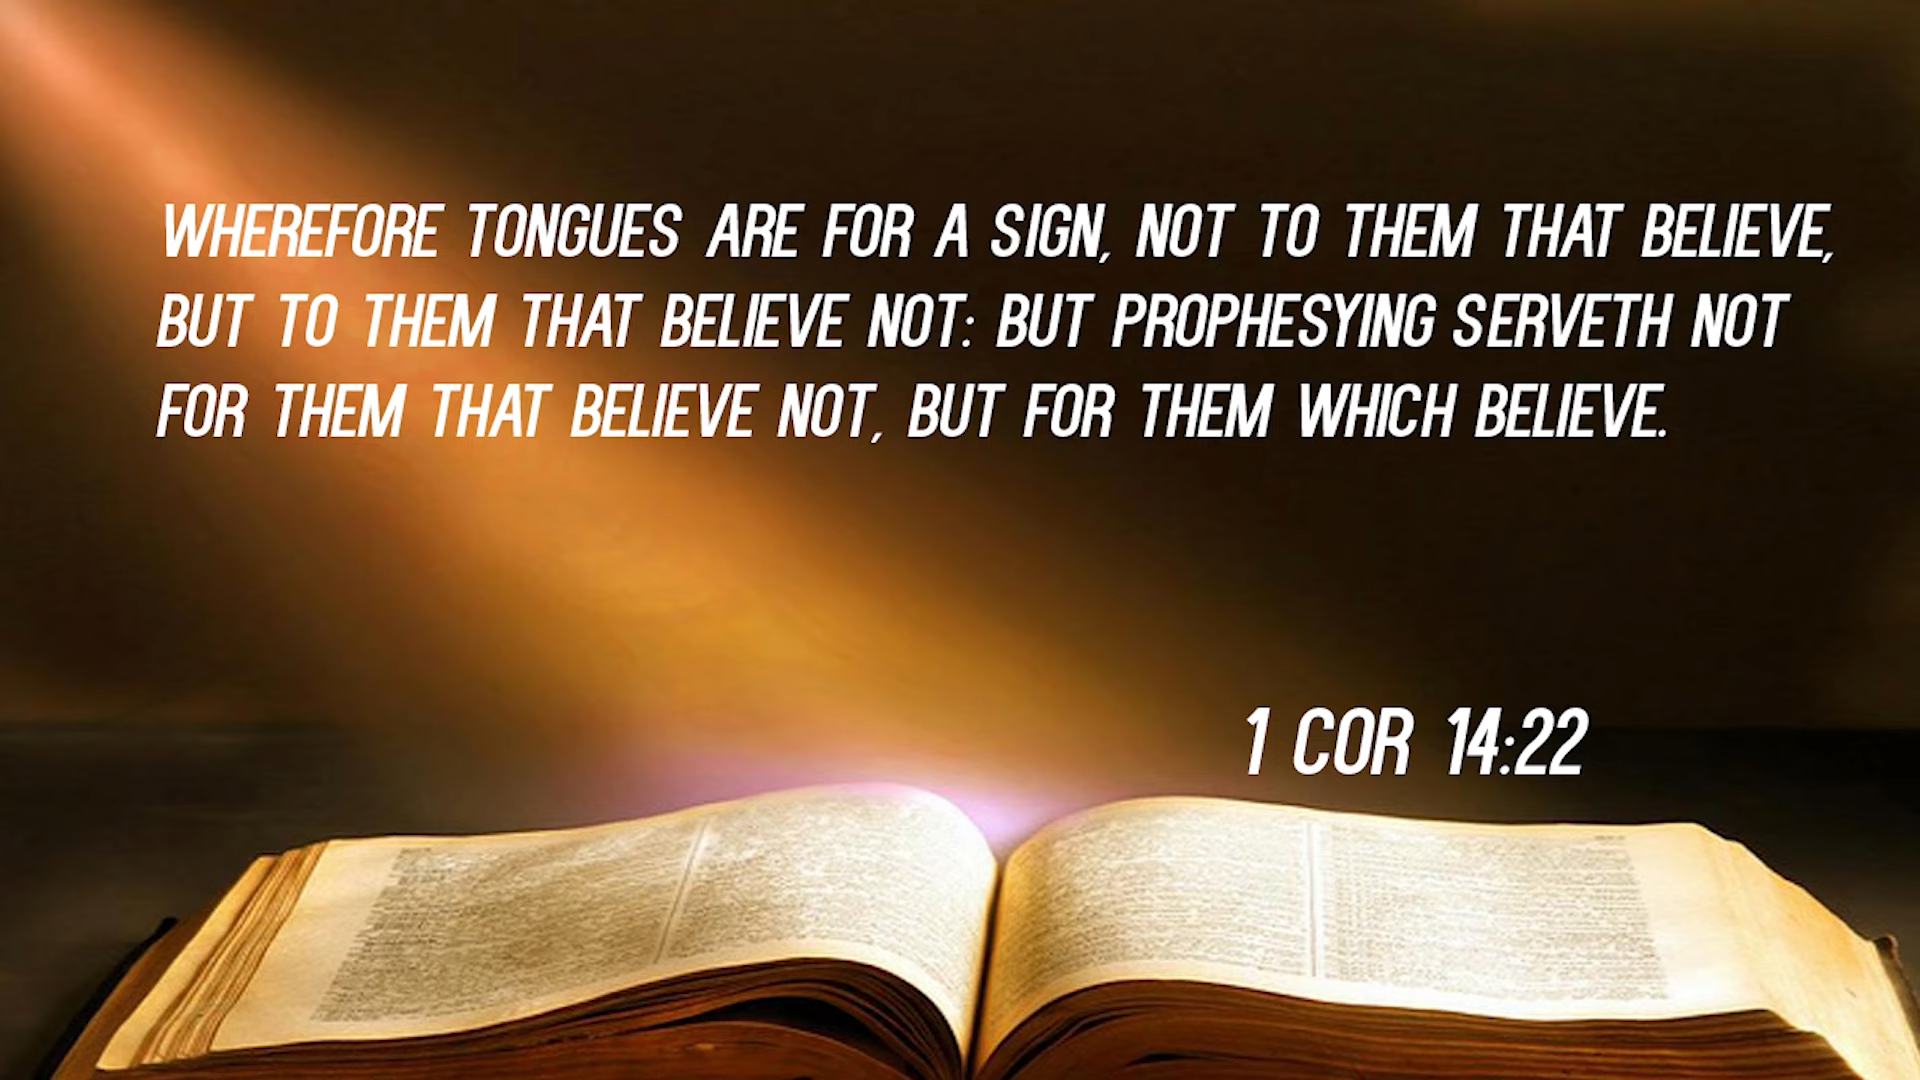 WHEREFORE TONGUES ARE FOR A SIGN, NOT TO THEM THAT BELIEVE,
BUT TO THEM THAT BELIEVE NOT: BUT PROPHESYING SERVETH NOT
FOR THEM THAT BELIEVE NOT, BUT FOR THEM WHICH BELIEVE.
1 COR 14:22